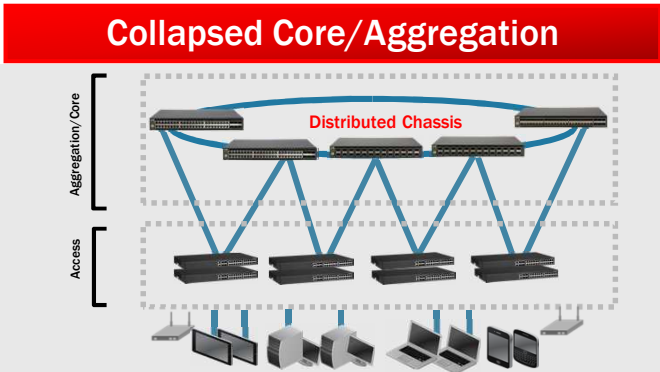 Collapsed Core/Aggregation
Aggregation/Core
Distributed Chassis
Access